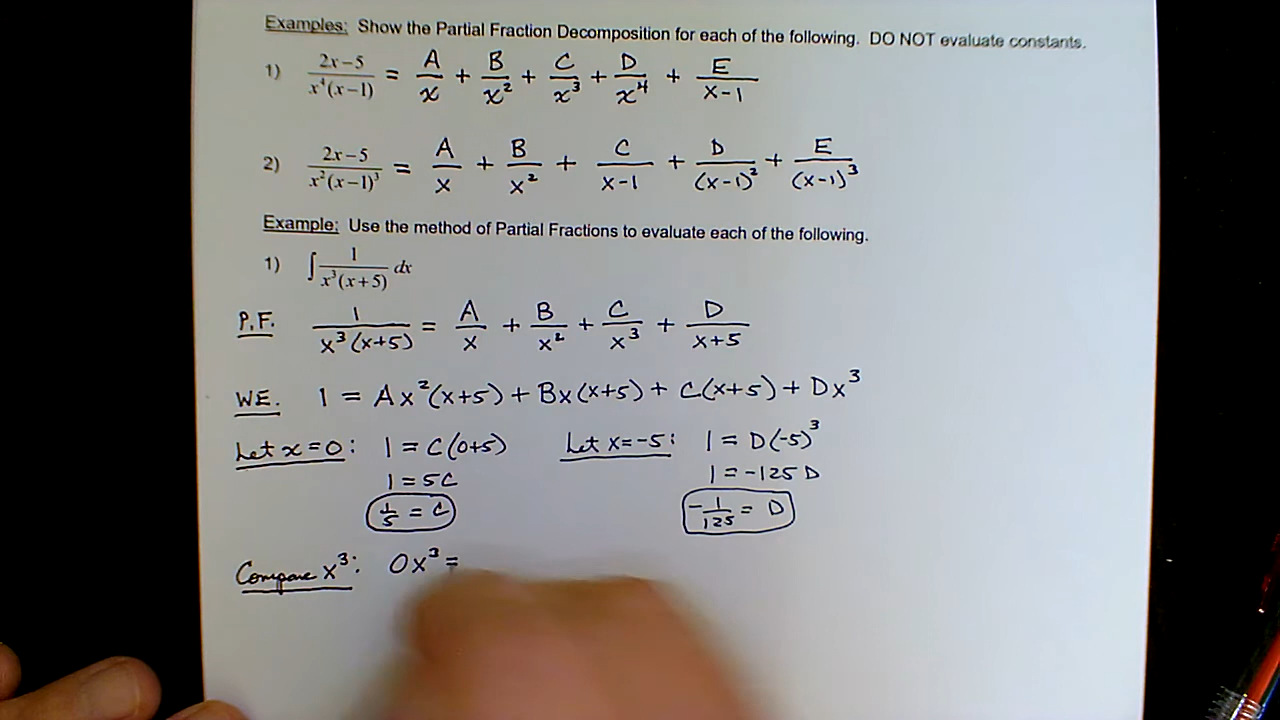 Examples: Show the Partial Fraction Decomposition for each of the following. DO NOT evaluate constants.
1) (2x-5)/(x⁴(x-1)) = A/x + B/x² + C/x³ + D/x⁴ + E/(x-1)
2) (2x-5)/(x²(x-1)³) = A/x + B/x² + C/(x-1) + D/(x-1)² + E/(x-1)³
Example: Use the method of Partial Fractions to evaluate each of the following.
1) ∫ 1/(x³(x+5)) dx
P.F. 1/(x³(x+5)) = A/x + B/x² + C/x³ + D/(x+5)
WE. 1 = Ax²(x+5) + Bx(x+5) + C(x+5) + Dx³
Let x=0: 1 = C(0+5) Let x=-5: 1 = D(-5)³
1 = 5C 1 = -125 D
1/5 = C -1/125 = D
Compare x³: 0x³ =